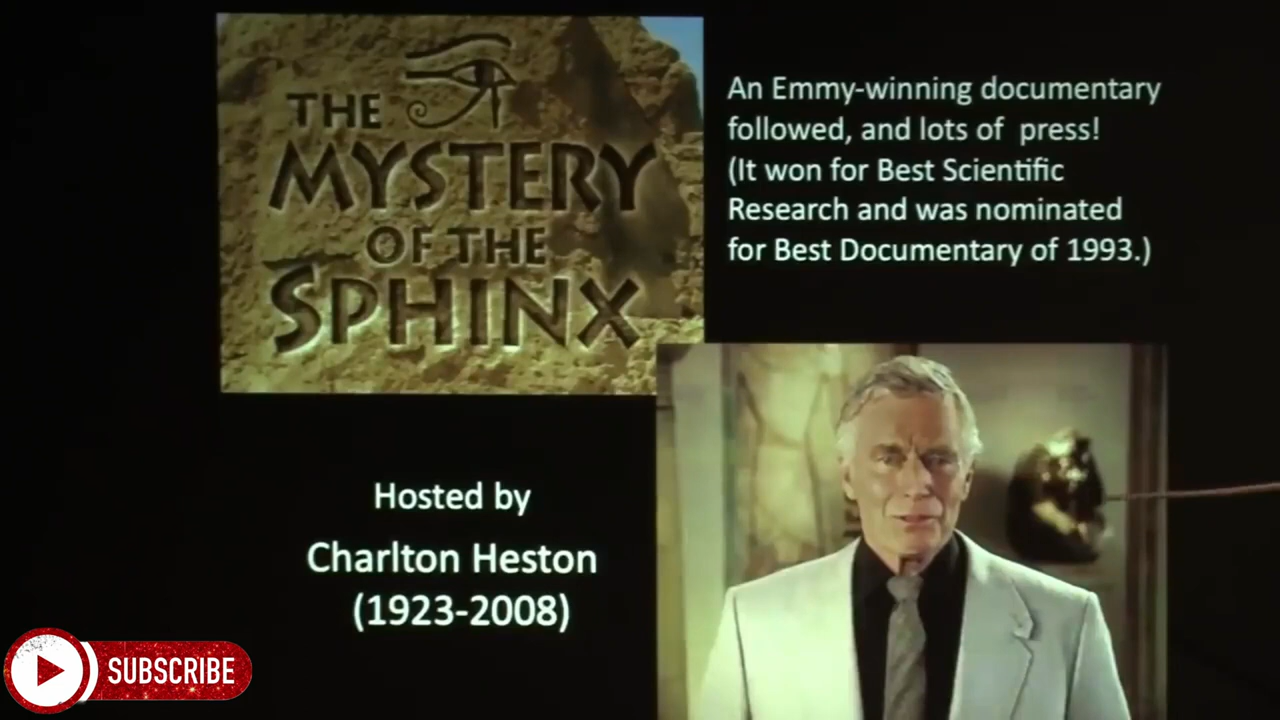 THE
MYSTERY
OF THE
SPHINX
An Emmy-winning documentary
followed, and lots of press!
(It won for Best Scientific
Research and was nominated
for Best Documentary of 1993.)
Hosted by
Charlton Heston
(1923-2008)
SUBSCRIBE